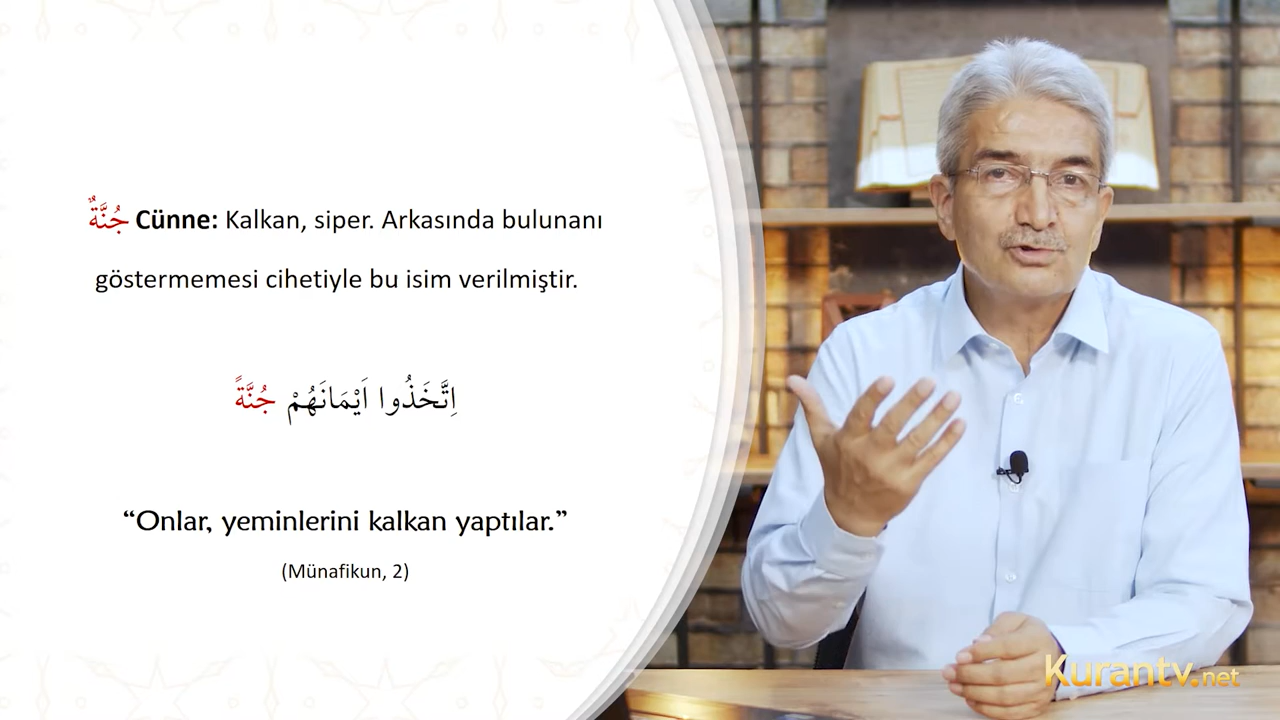 جُنَّةٌ Cünne: Kalkan, siper. Arkasında bulunanı
göstermemesi cihetiyle bu isim verilmiştir.
اِتَّخَذُوا اَيْمَانَهُمْ جُنَّةً
“Onlar, yeminlerini kalkan yaptılar.”
(Münafikun, 2)
Kurantv.net